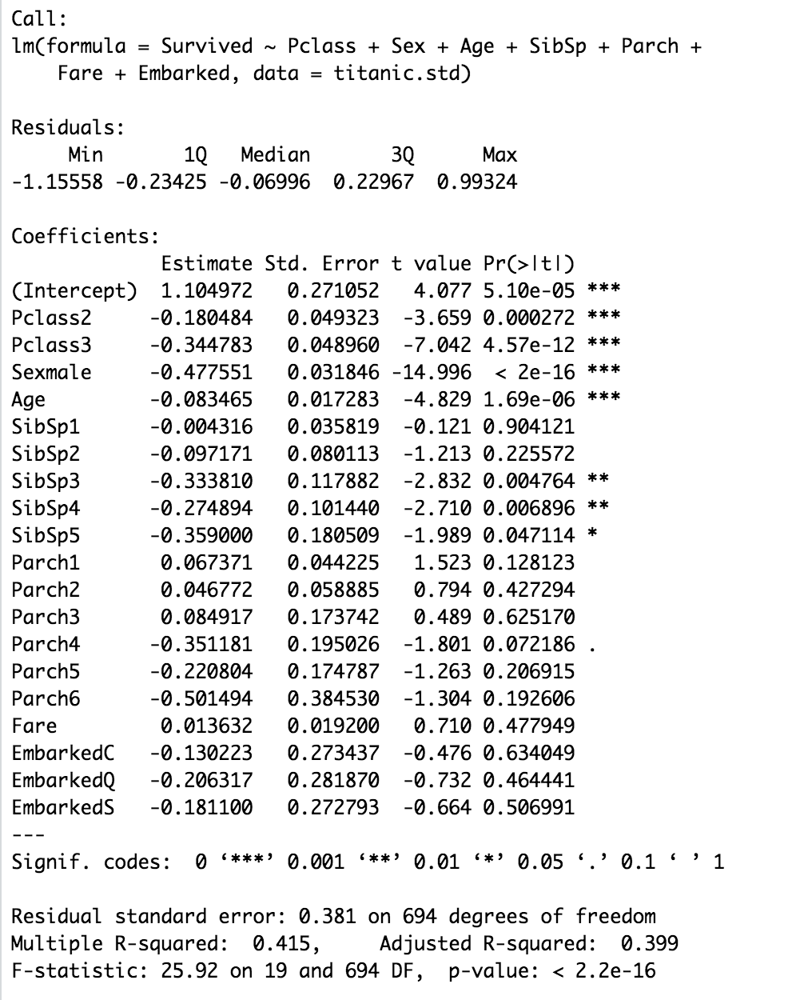 Call:
lm(formula = Survived ~ Pclass + Sex + Age + SibSp + Parch +
    Fare + Embarked, data = titanic.std)

Residuals:
     Min       1Q   Median       3Q      Max
-1.15558 -0.23425 -0.06996  0.22967  0.99324

Coefficients:
             Estimate Std. Error t value Pr(>|t|)
(Intercept)  1.104972   0.271052   4.077 5.10e-05 ***
Pclass2     -0.180484   0.049323  -3.659 0.000272 ***
Pclass3     -0.344783   0.048960  -7.042 4.57e-12 ***
Sexmale     -0.477551   0.031846 -14.996  < 2e-16 ***
Age         -0.083465   0.017283  -4.829 1.69e-06 ***
SibSp1      -0.004316   0.035819  -0.121 0.904121
SibSp2      -0.097171   0.080113  -1.213 0.225572
SibSp3      -0.333810   0.117882  -2.832 0.004764 **
SibSp4      -0.274894   0.101440  -2.710 0.006896 **
SibSp5      -0.359000   0.180509  -1.989 0.047114 *
Parch1       0.067371   0.044225   1.523 0.128123
Parch2       0.046772   0.058885   0.794 0.427294
Parch3       0.084917   0.173742   0.489 0.625170
Parch4      -0.351181   0.195026  -1.801 0.072186 .
Parch5      -0.220804   0.174787  -1.263 0.206915
Parch6      -0.501494   0.384530  -1.304 0.192606
Fare         0.013632   0.019200   0.710 0.477949
EmbarkedC   -0.130223   0.273437  -0.476 0.634049
EmbarkedQ   -0.206317   0.281870  -0.732 0.464441
EmbarkedS   -0.181100   0.272793  -0.664 0.506991
---
Signif. codes:  0 ‘***’ 0.001 ‘**’ 0.01 ‘*’ 0.05 ‘.’ 0.1 ‘ ’ 1

Residual standard error: 0.381 on 694 degrees of freedom
Multiple R-squared:  0.415,     Adjusted R-squared:  0.399
F-statistic: 25.92 on 19 and 694 DF,  p-value: < 2.2e-16